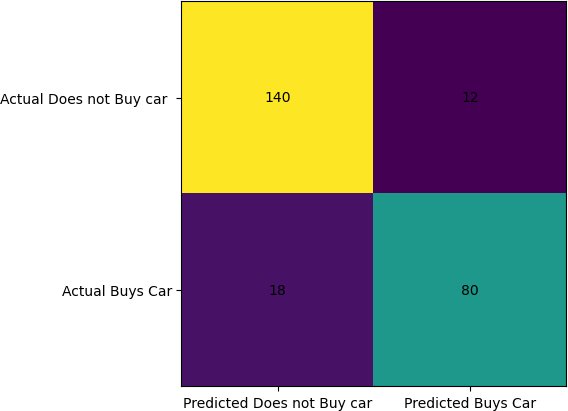 Actual Does not Buy car
140
12
Actual Buys Car
18
80
Predicted Does not Buy car
Predicted Buys Car